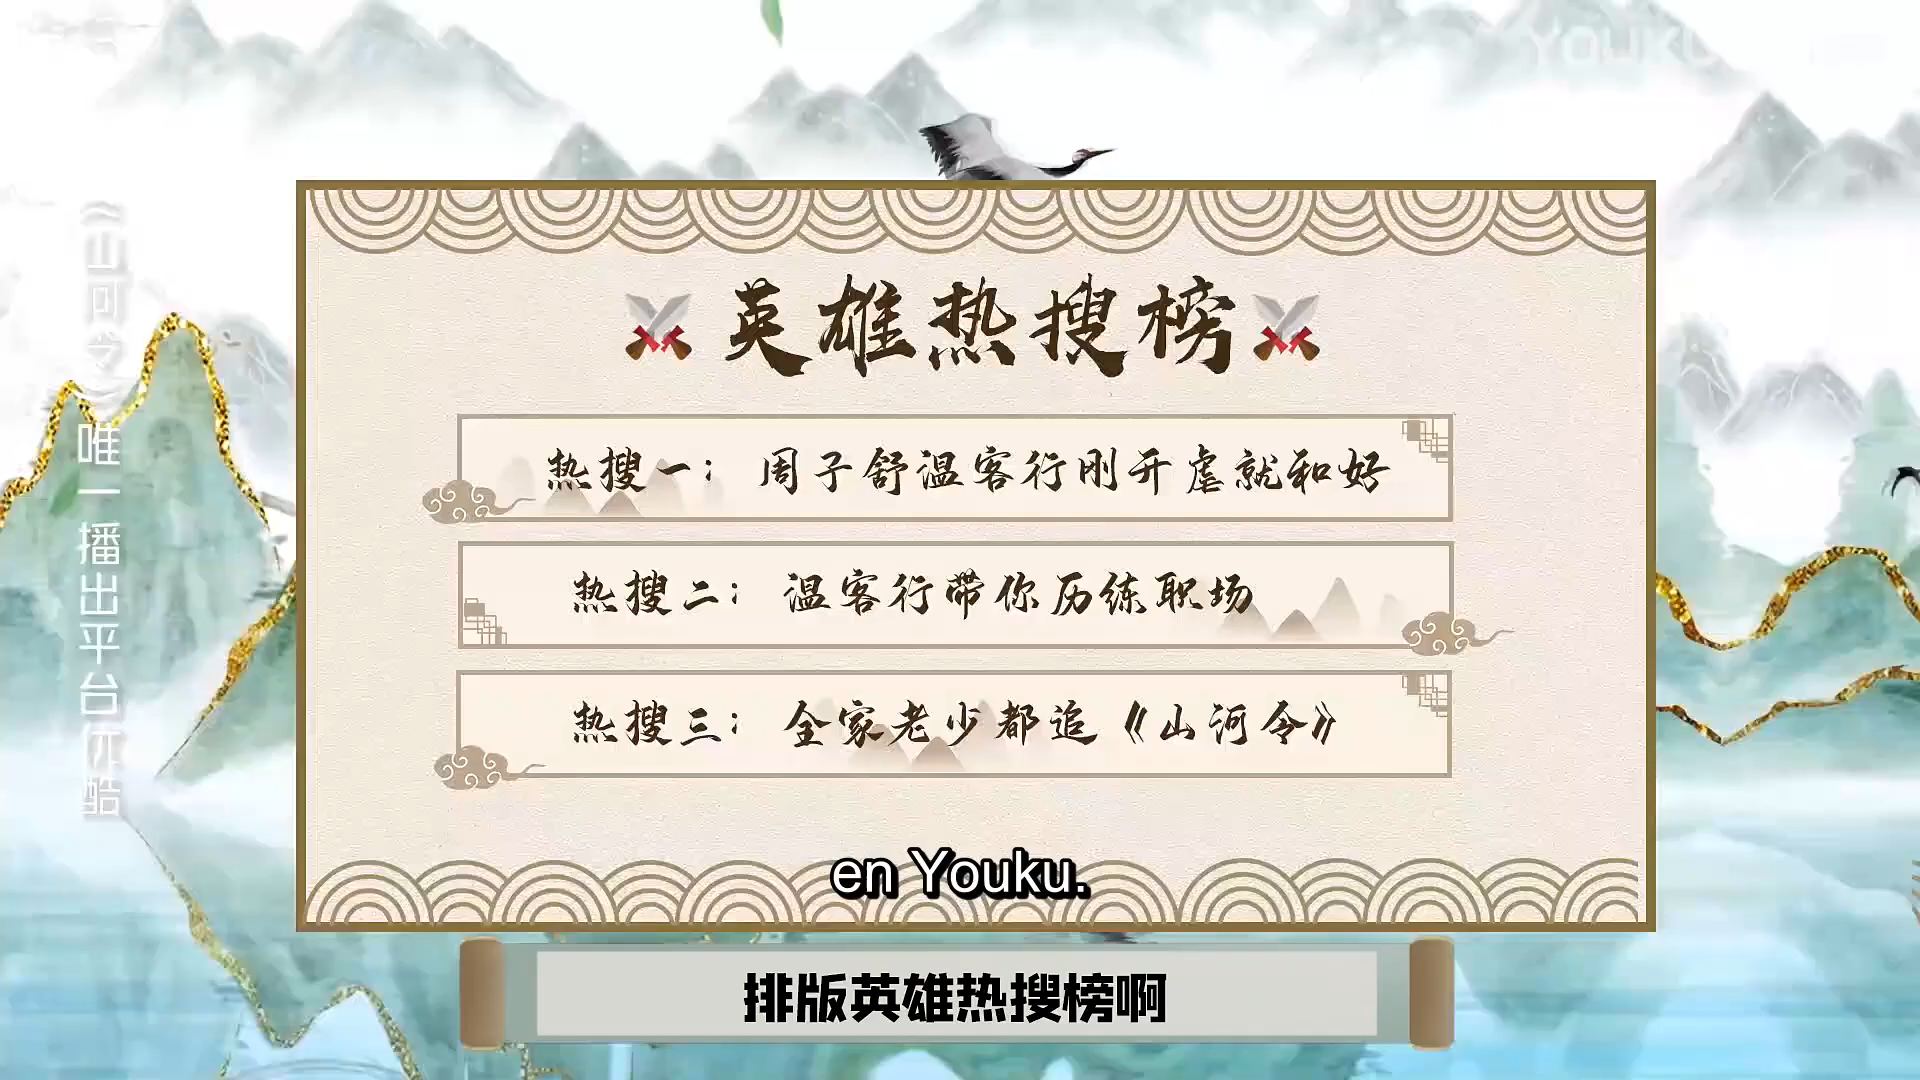 YOUKU
《山河令》唯一播出平台优酷
英雄热搜榜
热搜一：周子舒温客行刚开虐就和好
热搜二：温客行带你历练职场
热搜三：全家老少都追《山河令》
en Youku.
排版英雄热搜榜啊